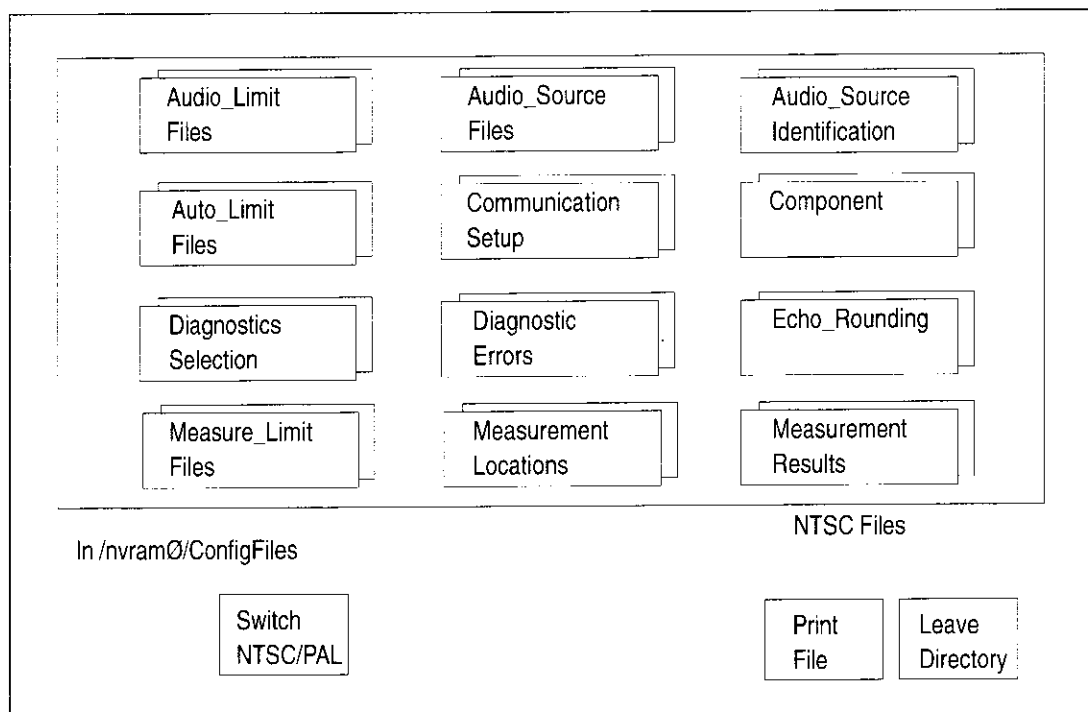 Audio_Limit
Files
Audio_Source
Files
Audio_Source
Identification
Auto_Limit
Files
Communication
Setup
Component
Diagnostics
Selection
Diagnostic
Errors
Echo_Rounding
Measure_Limit
Files
Measurement
Locations
Measurement
Results
NTSC Files
In /nvramØ/ConfigFiles
Switch
NTSC/PAL
Print
File
Leave
Directory